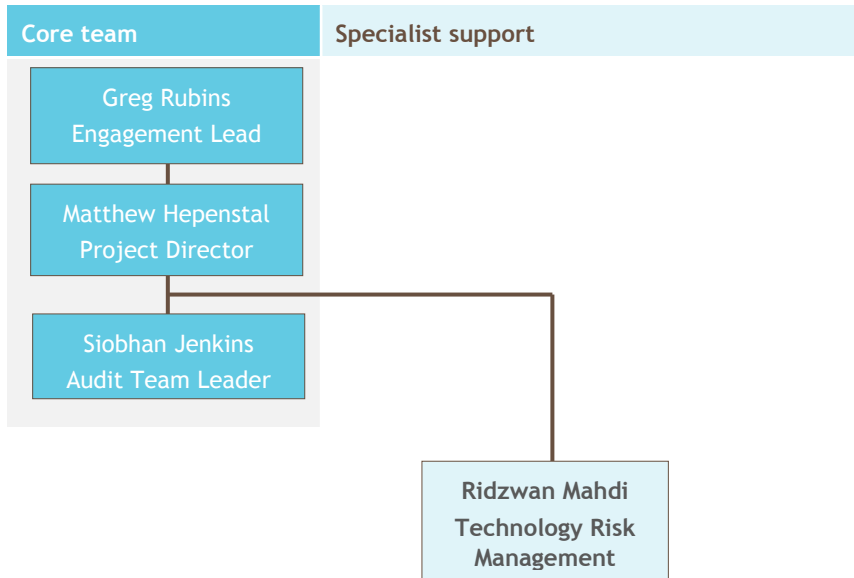 Core team
Specialist support
Greg Rubins
Engagement Lead
Matthew Hepenstal
Project Director
Siobhan Jenkins
Audit Team Leader
Ridzwan Mahdi
Technology Risk
Management